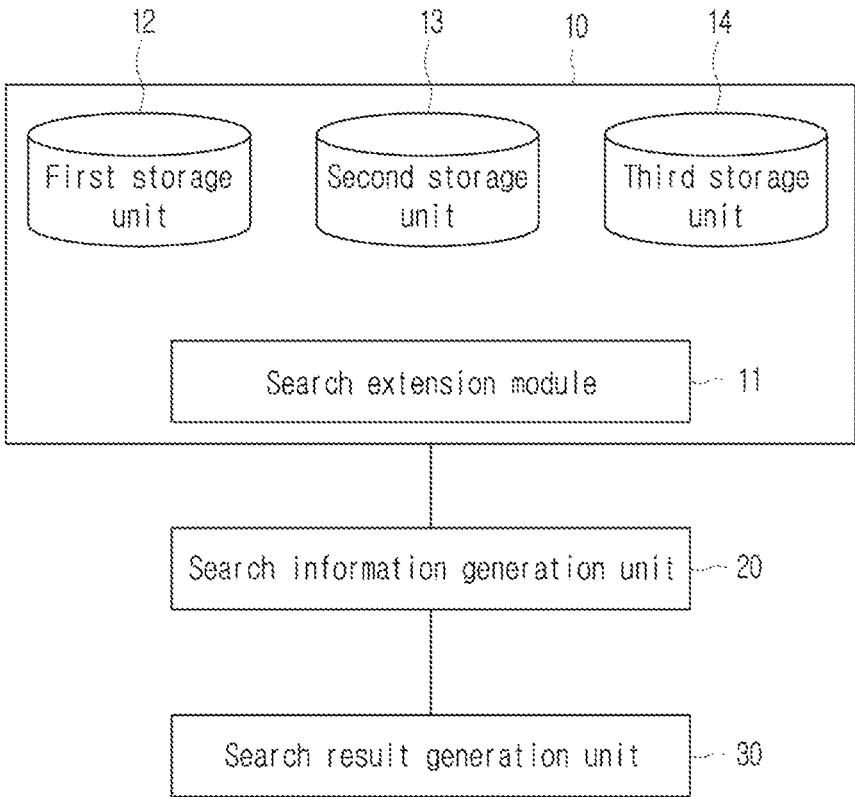 12 13 10 14
First storage unit
Second storage unit
Third storage unit
Search extension module 11
Search information generation unit 20
Search result generation unit 30